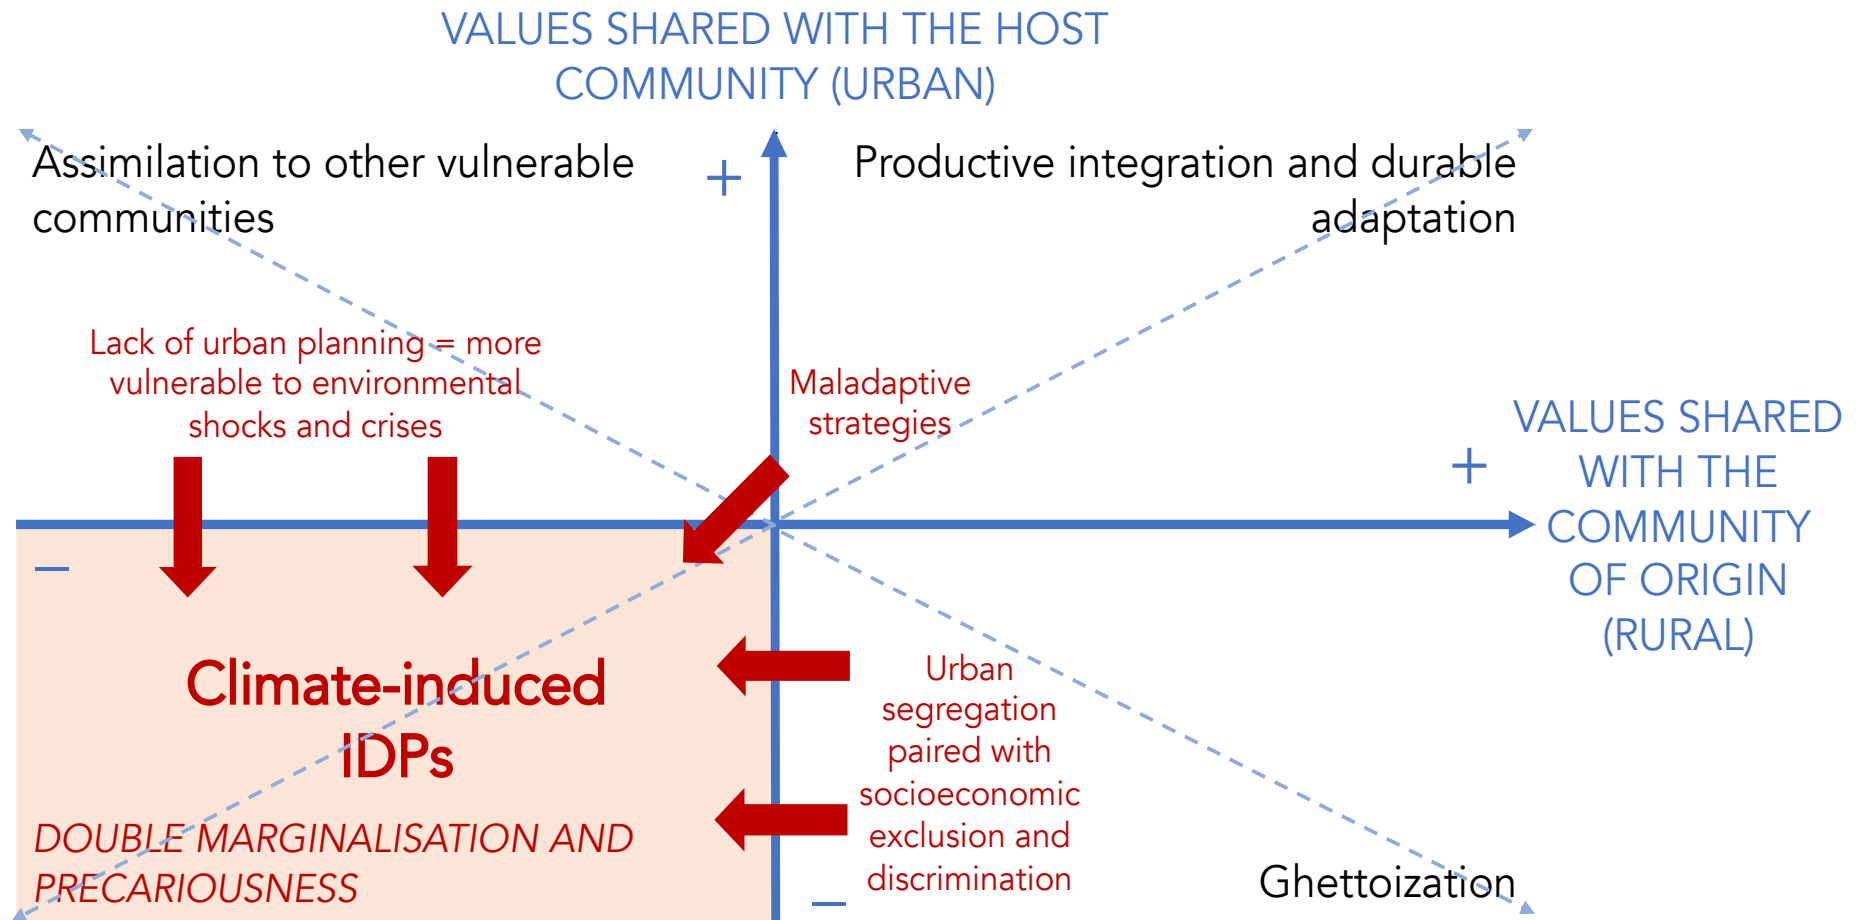 VALUES SHARED WITH THE HOST
COMMUNITY (URBAN)
Assimilation to other vulnerable
communities
+
Productive integration and durable
adaptation
Lack of urban planning = more
vulnerable to environmental
shocks and crises
Maladaptive
strategies
+
VALUES SHARED
WITH THE
COMMUNITY
OF ORIGIN
(RURAL)
–
Climate-induced
IDPs
DOUBLE MARGINALISATION AND
PRECARIOUSNESS
Urban
segregation
paired with
socioeconomic
exclusion and
discrimination
–
Ghettoization